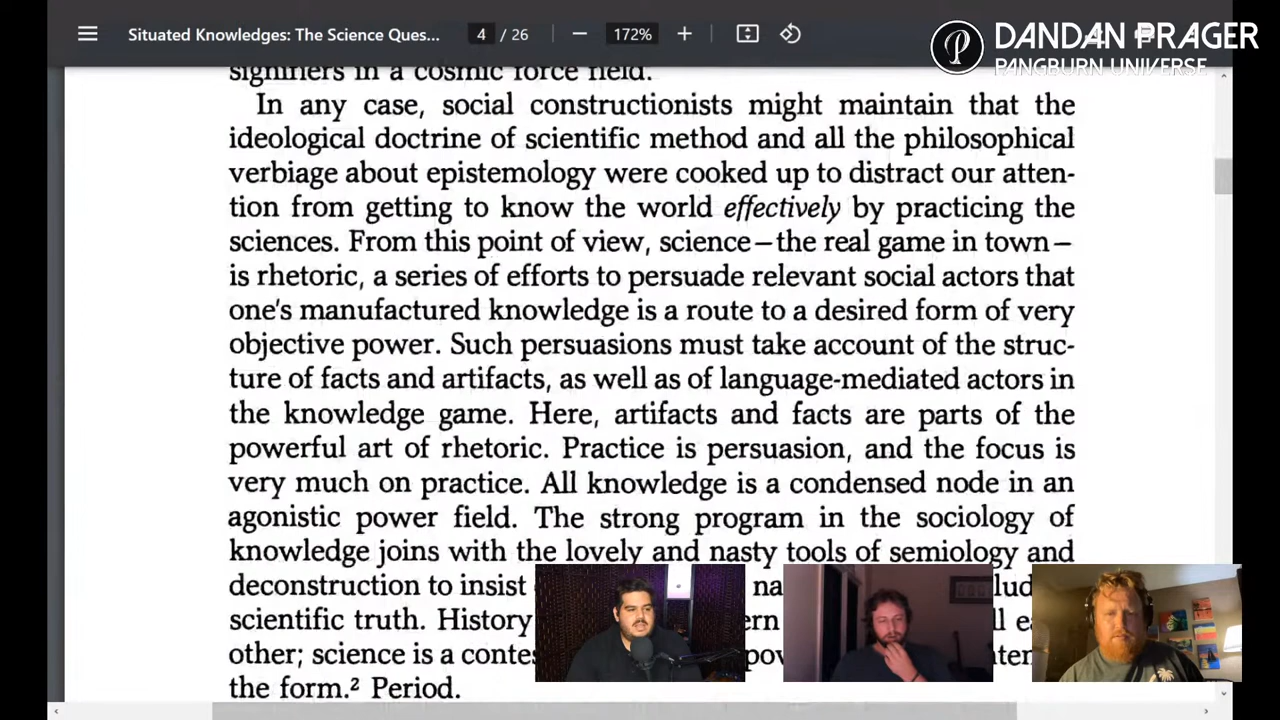 Situated Knowledges: The Science Ques...
4 / 26
172%
DANDAN PRAGER
PANGBURN UNIVERSE
signifiers in a cosmic force field.
In any case, social constructionists might maintain that the
ideological doctrine of scientific method and all the philosophical
verbiage about epistemology were cooked up to distract our atten-
tion from getting to know the world effectively by practicing the
sciences. From this point of view, science—the real game in town—
is rhetoric, a series of efforts to persuade relevant social actors that
one's manufactured knowledge is a route to a desired form of very
objective power. Such persuasions must take account of the struc-
ture of facts and artifacts, as well as of language-mediated actors in
the knowledge game. Here, artifacts and facts are parts of the
powerful art of rhetoric. Practice is persuasion, and the focus is
very much on practice. All knowledge is a condensed node in an
agonistic power field. The strong program in the sociology of
knowledge joins with the lovely and nasty tools of semiology and
deconstruction to insist
scientific truth. History
other; science is a
the form.² Period.